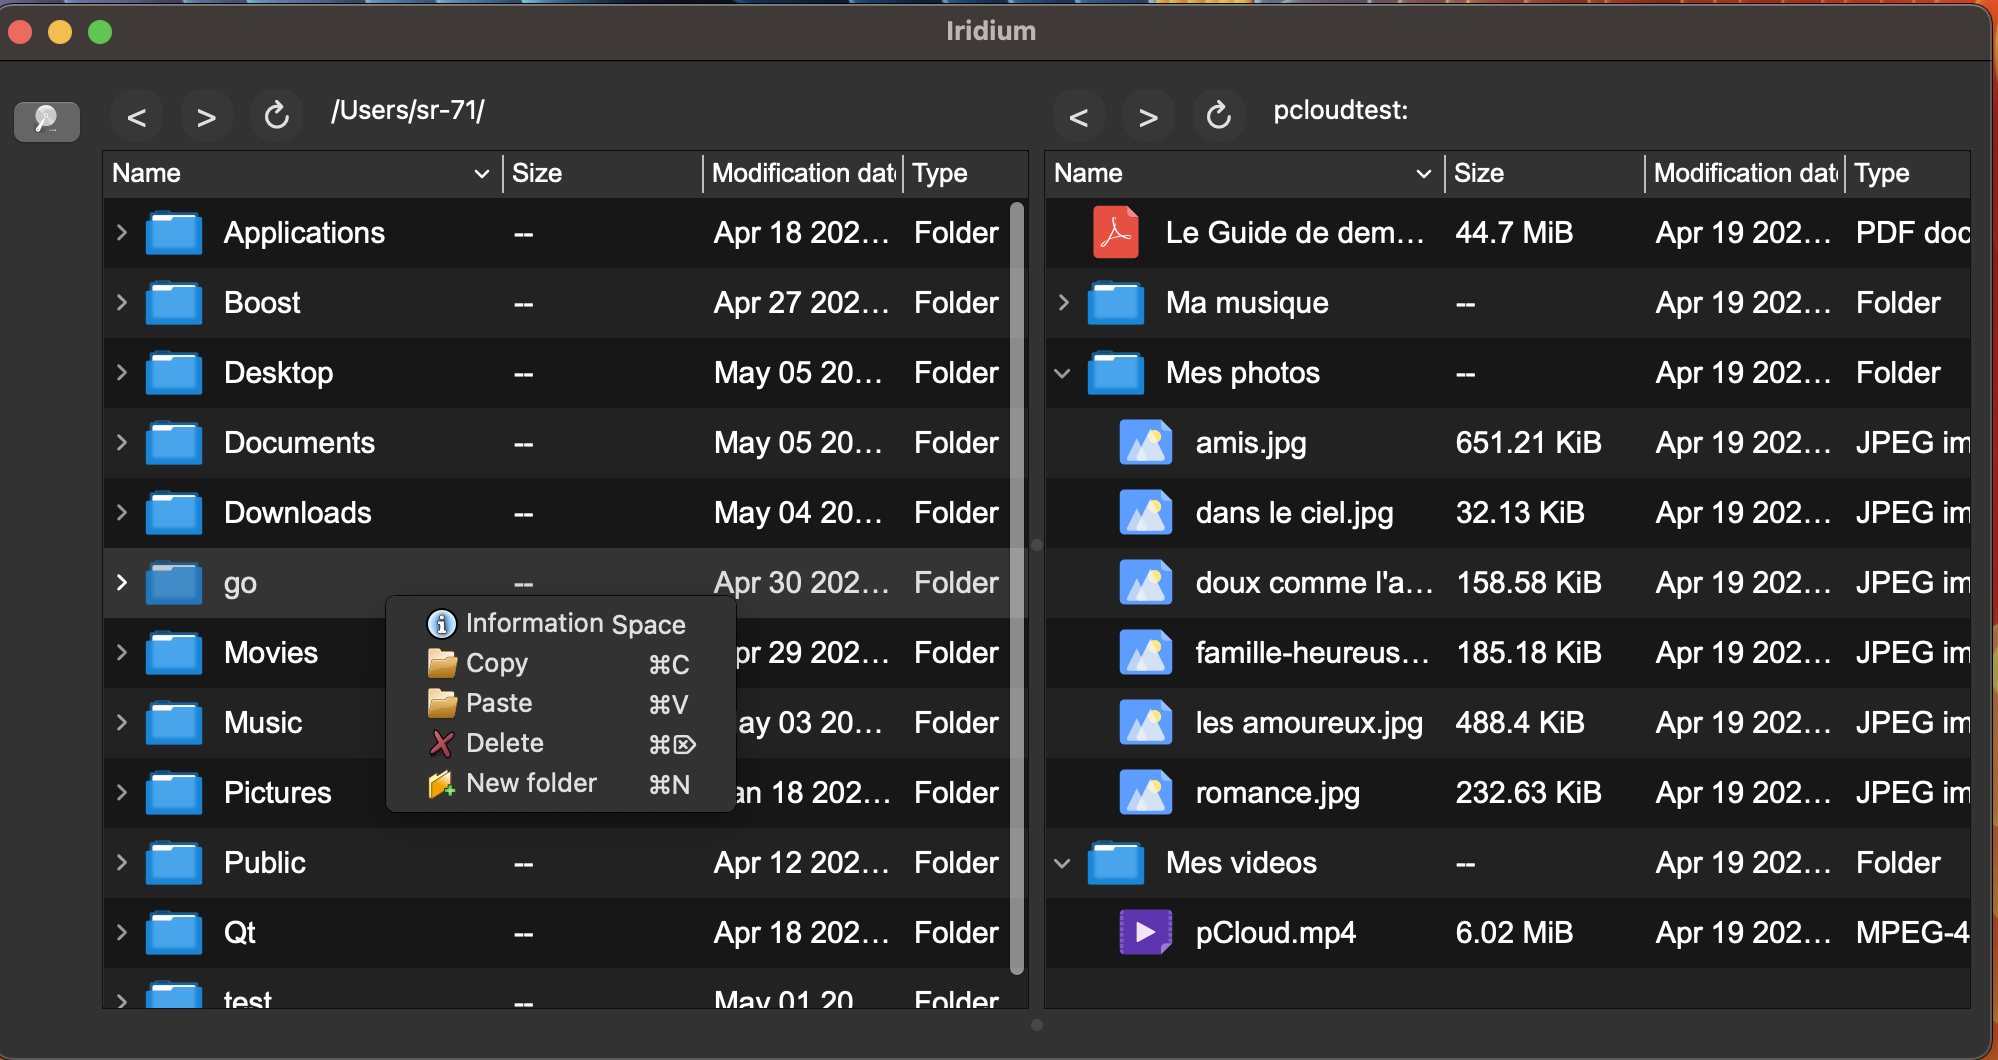 Iridium
< > /Users/sr-71/
Name Size Modification dat Type
Applications -- Apr 18 202... Folder
Boost -- Apr 27 202... Folder
Desktop -- May 05 20... Folder
Documents -- May 05 20... Folder
Downloads -- May 04 20... Folder
go -- Apr 30 202... Folder
Movies pr 29 202... Folder
Music ay 03 20... Folder
Pictures an 18 202... Folder
Public -- Apr 12 202... Folder
Qt -- Apr 18 202... Folder
test -- May 01 20 Folder
Information Space
Copy ⌘C
Paste ⌘V
Delete ⌘⌦
New folder ⌘N
< > pcloudtest:
Name Size Modification dat Type
Le Guide de dem... 44.7 MiB Apr 19 202... PDF doc
Ma musique -- Apr 19 202... Folder
Mes photos -- Apr 19 202... Folder
amis.jpg 651.21 KiB Apr 19 202... JPEG im
dans le ciel.jpg 32.13 KiB Apr 19 202... JPEG im
doux comme l'a... 158.58 KiB Apr 19 202... JPEG im
famille-heureus... 185.18 KiB Apr 19 202... JPEG im
les amoureux.jpg 488.4 KiB Apr 19 202... JPEG im
romance.jpg 232.63 KiB Apr 19 202... JPEG im
Mes videos -- Apr 19 202... Folder
pCloud.mp4 6.02 MiB Apr 19 202... MPEG-4